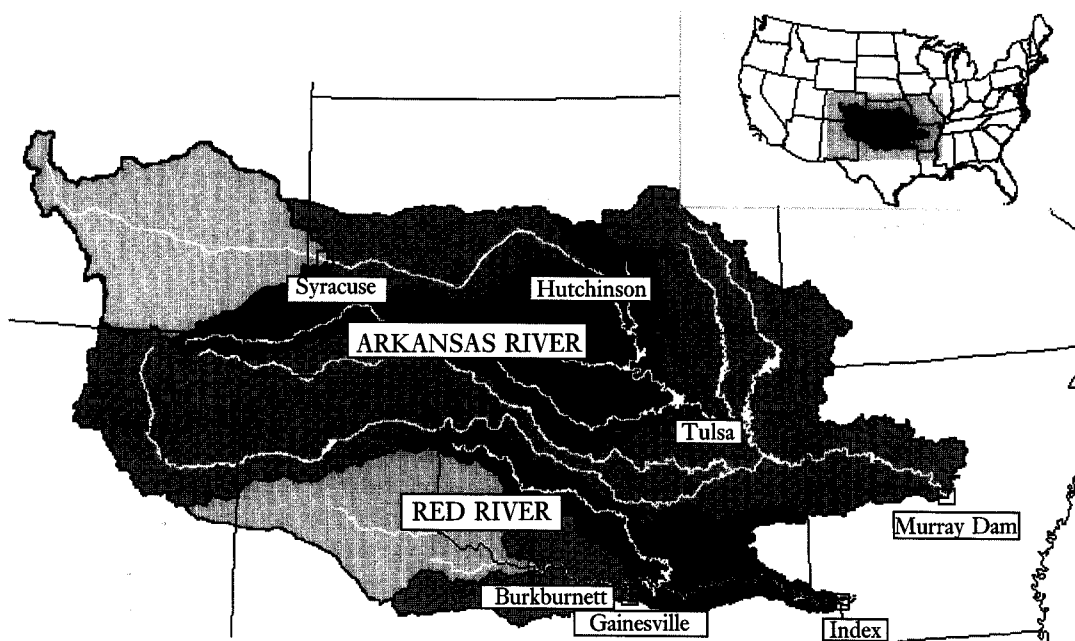 Syracuse
Hutchinson
ARKANSAS RIVER
Tulsa
RED RIVER
Murray Dam
Burkburnett
Gainesville
Index